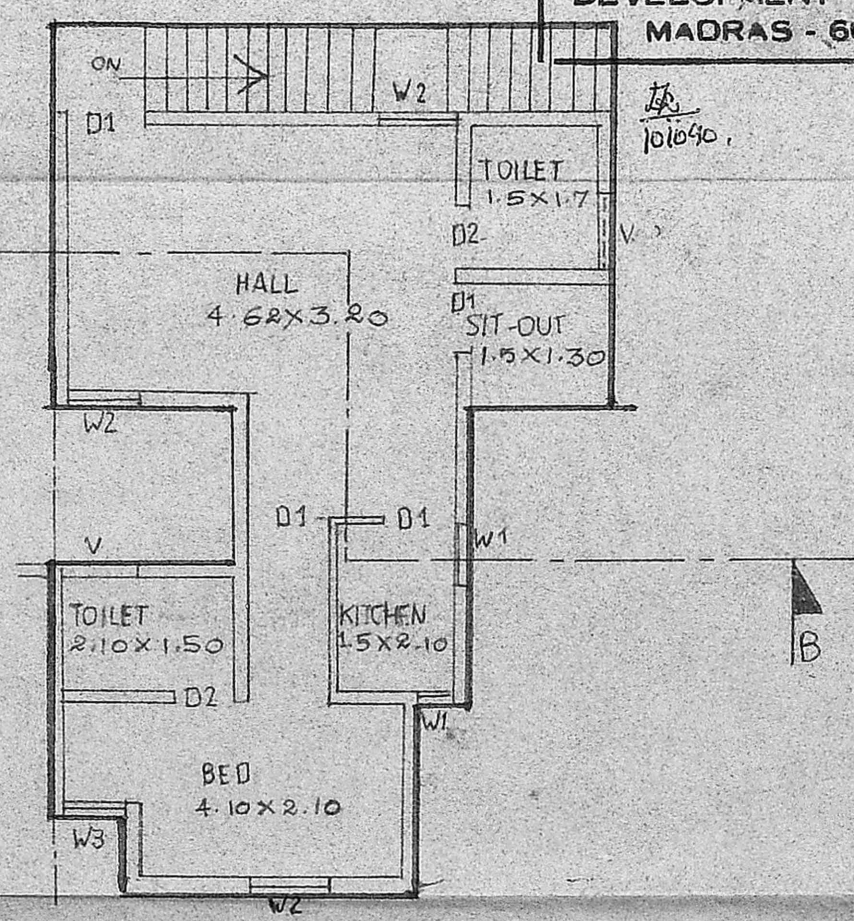 DEVELOPMENT
MADRAS - 60
W2
D1
TOILET
1.5X1.7
D2
V
HALL
4.62X3.20
D1
SIT-OUT
1.5X1.30
W2
D1
D1
W1
V
TOILET
2.10X1.50
KITCHEN
1.5X2.10
B
D2
W1
BED
4.10X2.10
W3
W2